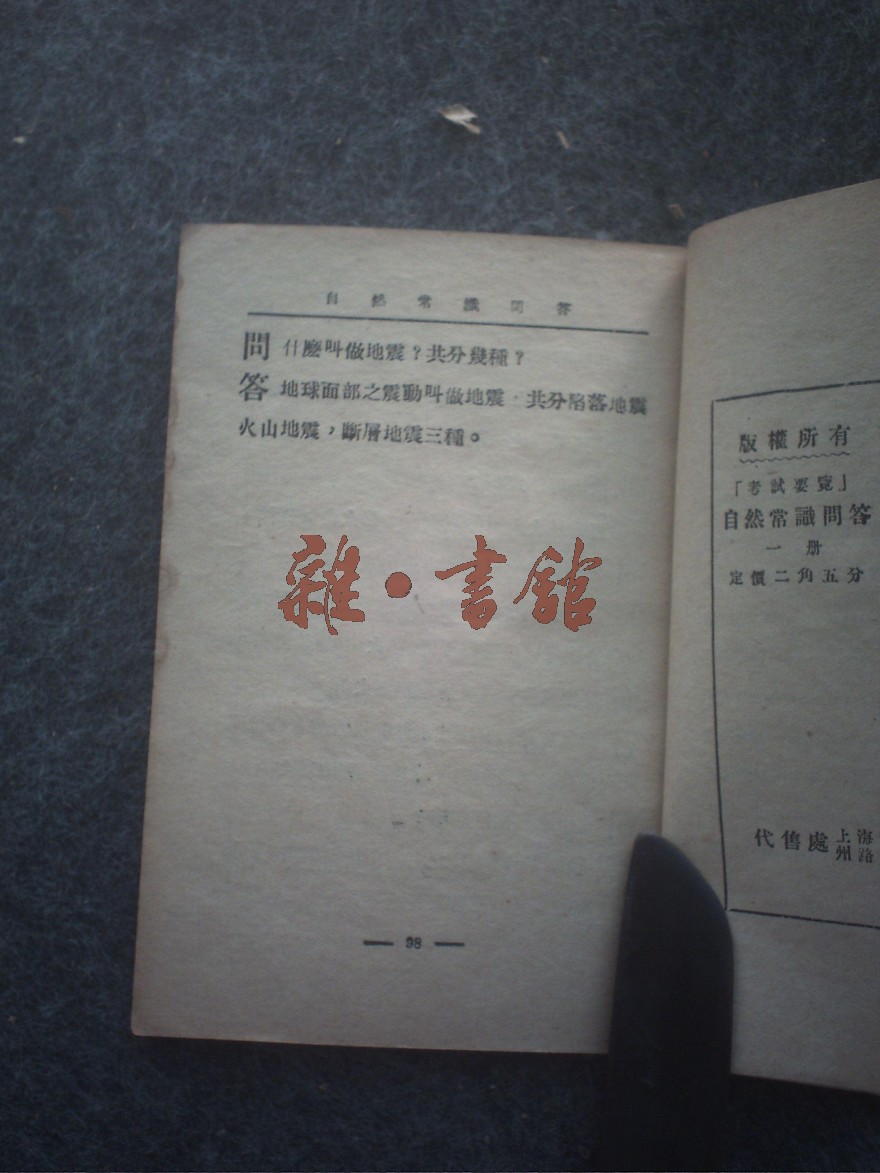 自然常識問答
問 什麼叫做地震？共分幾種？
答 地球面部之震動叫做地震．共分陷落地震
火山地震，斷層地震三種。
雜•書館
— 98 —
版權所有
「考試要覽」
自然常識問答
一册
定價二角五分
代售處 上海
州路